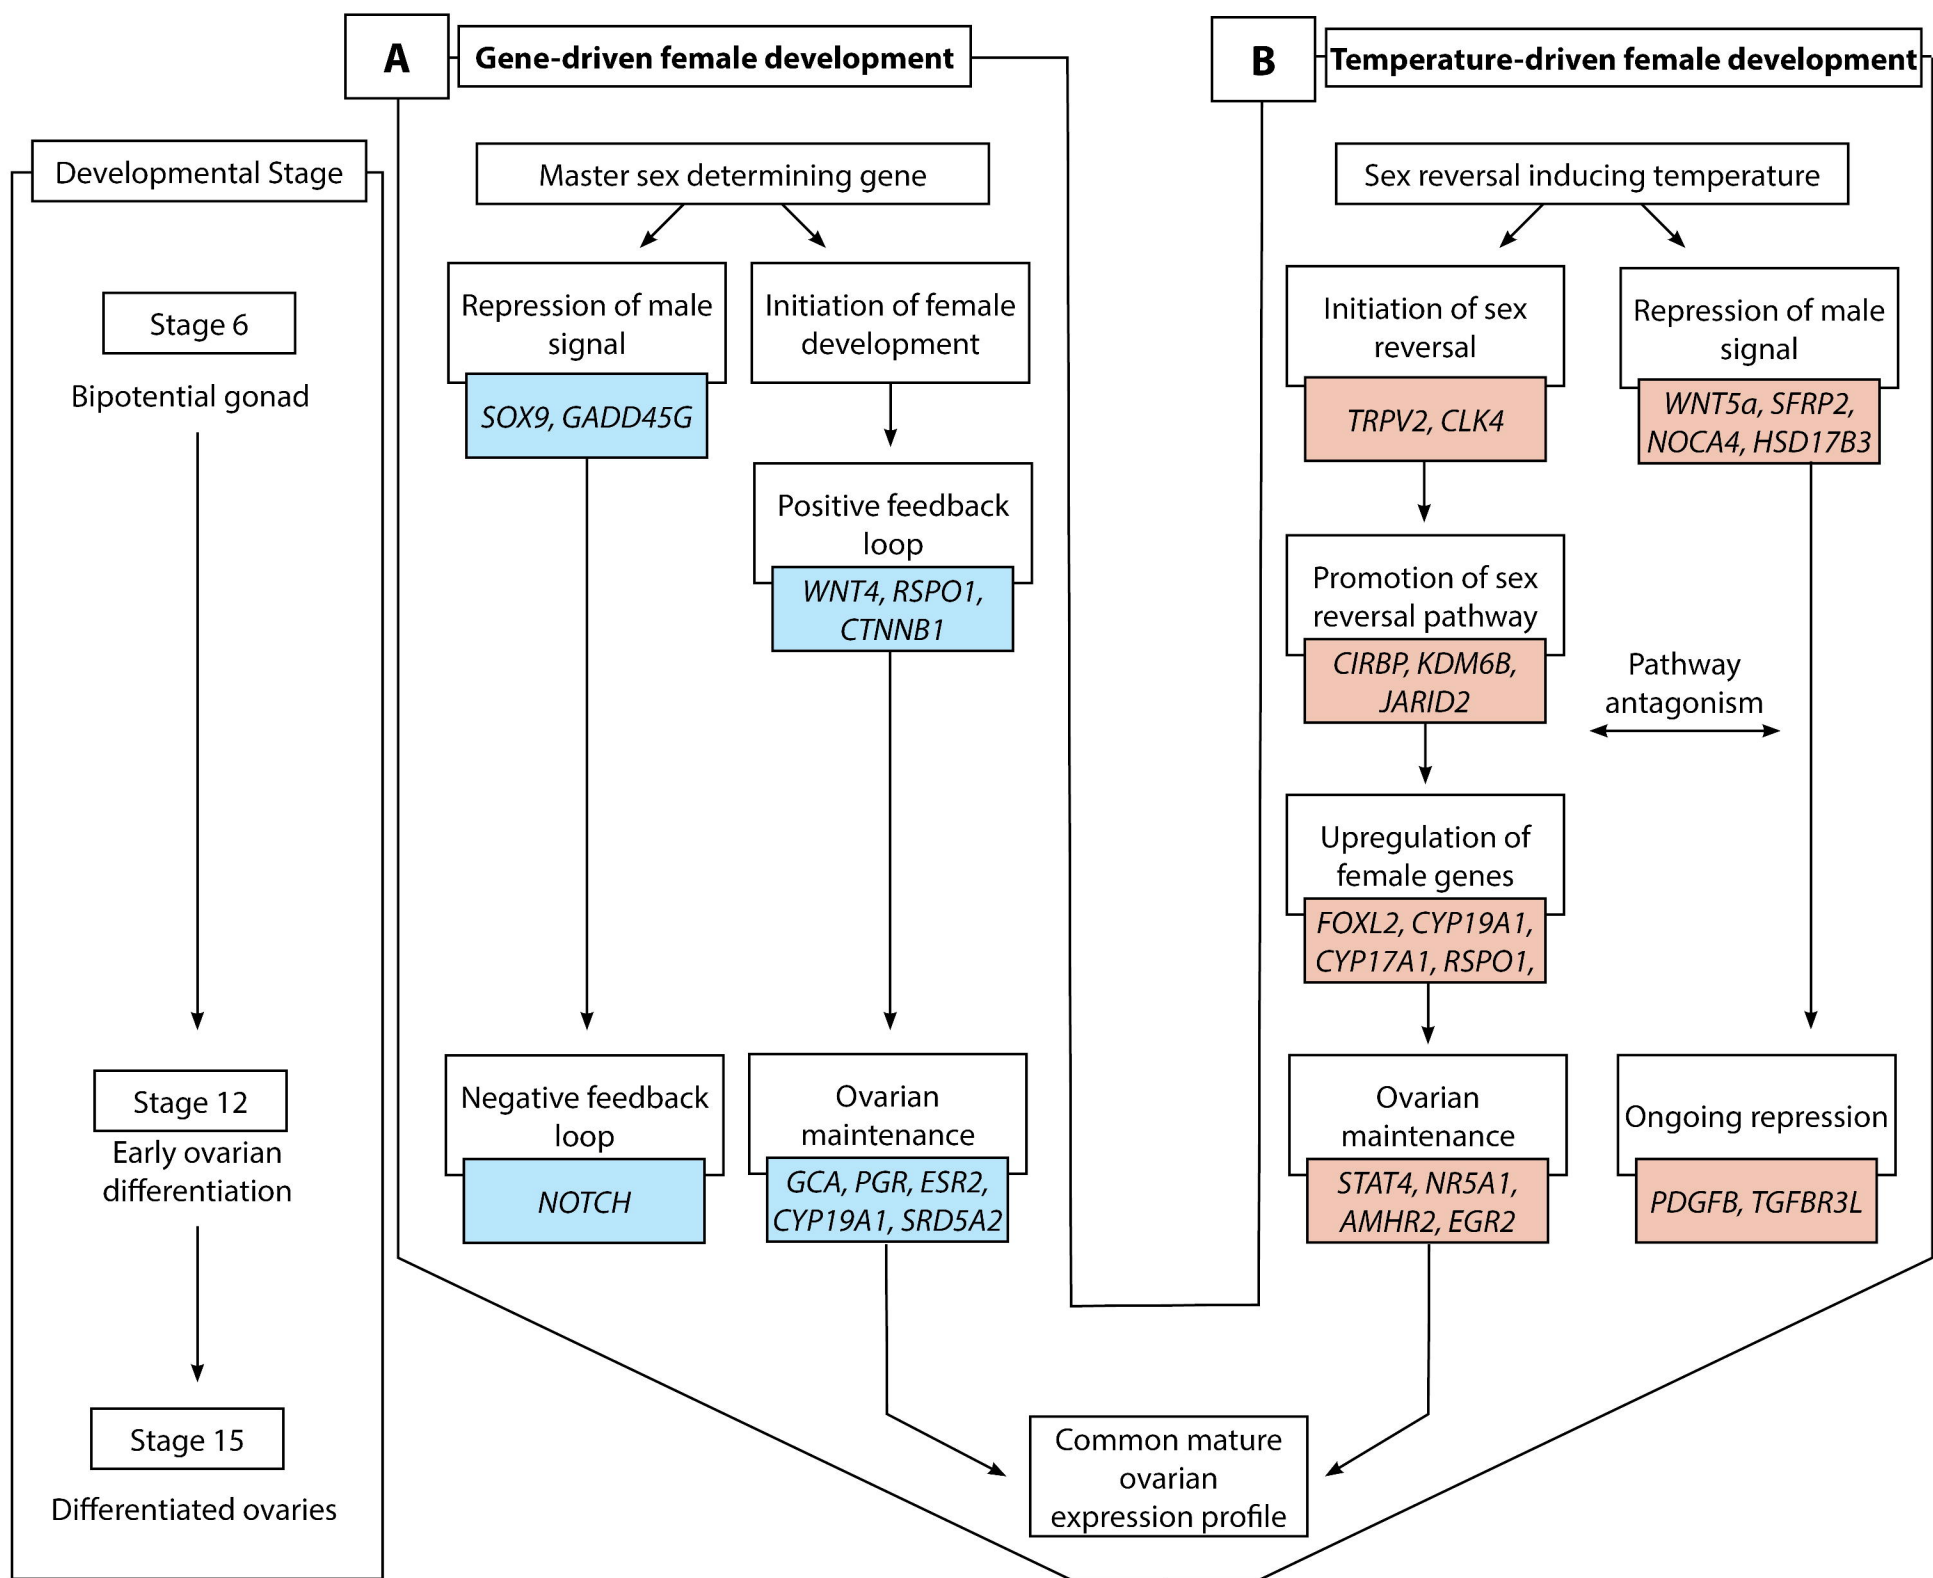 A
Gene-driven female development
B
Temperature-driven female development
Developmental Stage
Stage 6
Bipotential gonad
Stage 12
Early ovarian
differentiation
Stage 15
Differentiated ovaries
Master sex determining gene
Repression of male
signal
SOX9, GADD45G
Initiation of female
development
Positive feedback
loop
WNT4, RSPO1,
CTNNB1
Negative feedback
loop
NOTCH
Ovarian
maintenance
GCA, PGR, ESR2,
CYP19A1, SRD5A2
Sex reversal inducing temperature
Initiation of sex
reversal
TRPV2, CLK4
Repression of male
signal
WNT5a, SFRP2,
NOCA4, HSD17B3
Promotion of sex
reversal pathway
CIRBP, KDM6B,
JARID2
Pathway
antagonism
Upregulation of
female genes
FOXL2, CYP19A1,
CYP17A1, RSPO1,
Ovarian
maintenance
STAT4, NR5A1,
AMHR2, EGR2
Ongoing repression
PDGFB, TGFBR3L
Common mature
ovarian
expression profile